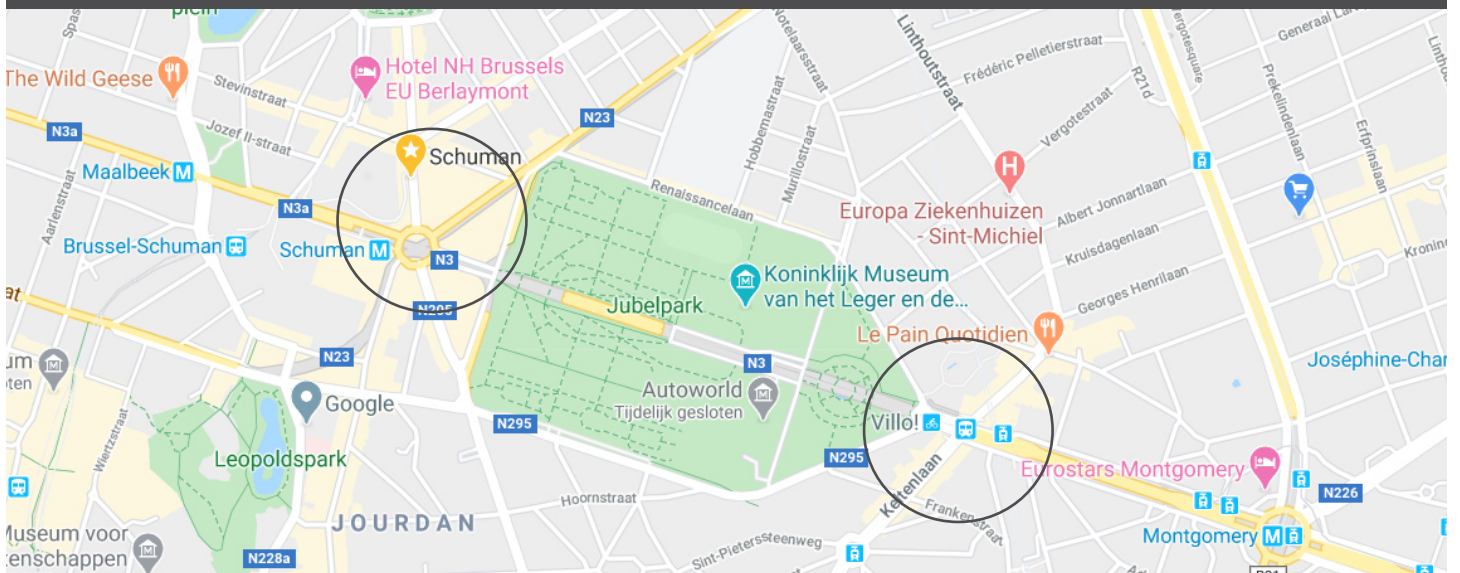 plein
The Wild Geese
Stevinstraat
Hotel NH Brussels
EU Berlaymont
Jozef II-straat
N3a
N23
Notelaarsstraat
Hobbemastraat
Murillostraat
Linthoutstraat
Frédéric Pelletierstraat
R21d
Vergotestraat
Vergotesquare
Prekelindenlaan
Erfprinslaan
Schuman
Maalbeek
Aarlenstraat
N3a
Brussel-Schuman
Schuman
N3
Renaissancelaan
Europa Ziekenhuizen
- Sint-Michiel
Albert Jonnartlaan
Kruisdagenlaan
Georges Henrilaan
Koninklijk Museum
van het Leger en de...
Jubelpark
N295
Le Pain Quotidien
N23
N3
Joséphine-Char
Google
Autoworld
Tijdelijk gesloten
N295
Villo!
Wiertzstraat
Leopoldspark
N295
Eurostars Montgomery
Kettenlaan
Frankenstraat
N226
Hoornstraat
JOURDAN
Sint-Pieterssteenweg
Montgomery
Museum voor
N228a